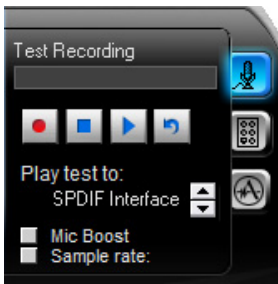 Test Recording
Play test to:
SPDIF Interface
Mic Boost
Sample rate: